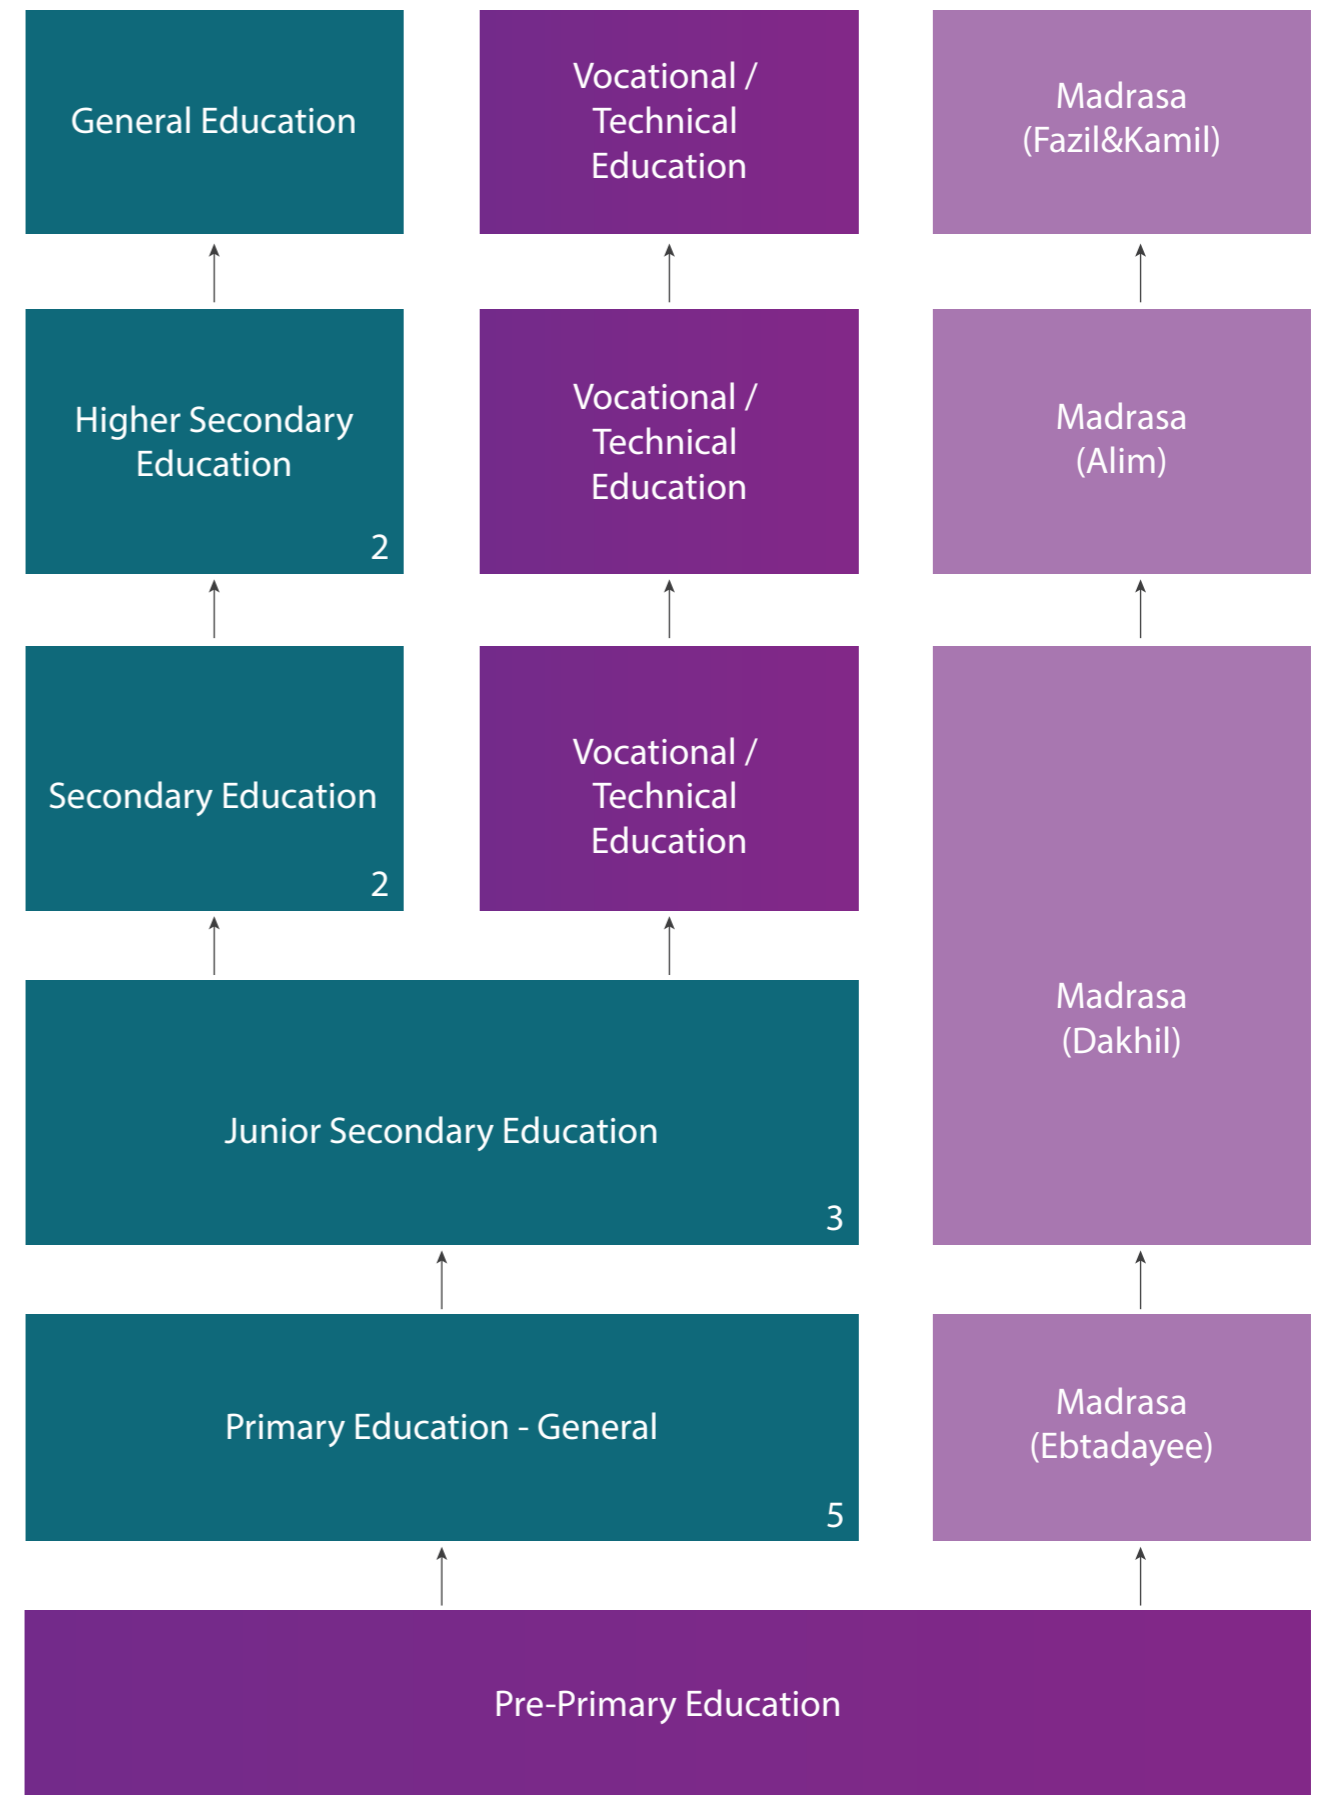 General Education
Vocational /
Technical
Education
Madrasa
(Fazil&Kamil)
Higher Secondary
Education
2
Vocational /
Technical
Education
Madrasa
(Alim)
Secondary Education
2
Vocational /
Technical
Education
Madrasa
(Dakhil)
Junior Secondary Education
3
Primary Education - General
5
Madrasa
(Ebtadayee)
Pre-Primary Education